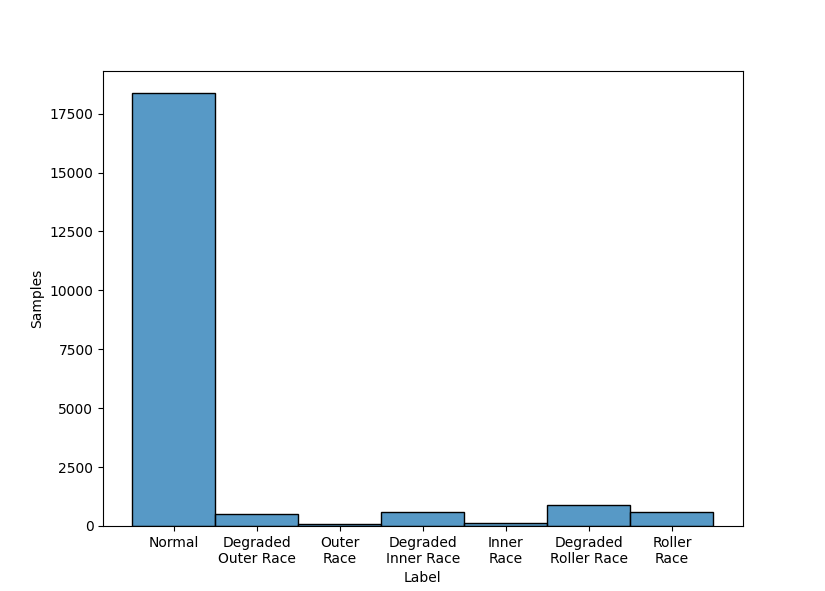 17500
15000
12500
10000
7500
5000
2500
0
Samples
Normal
Degraded
Outer Race
Outer
Race
Degraded
Inner Race
Inner
Race
Degraded
Roller Race
Roller
Race
Label